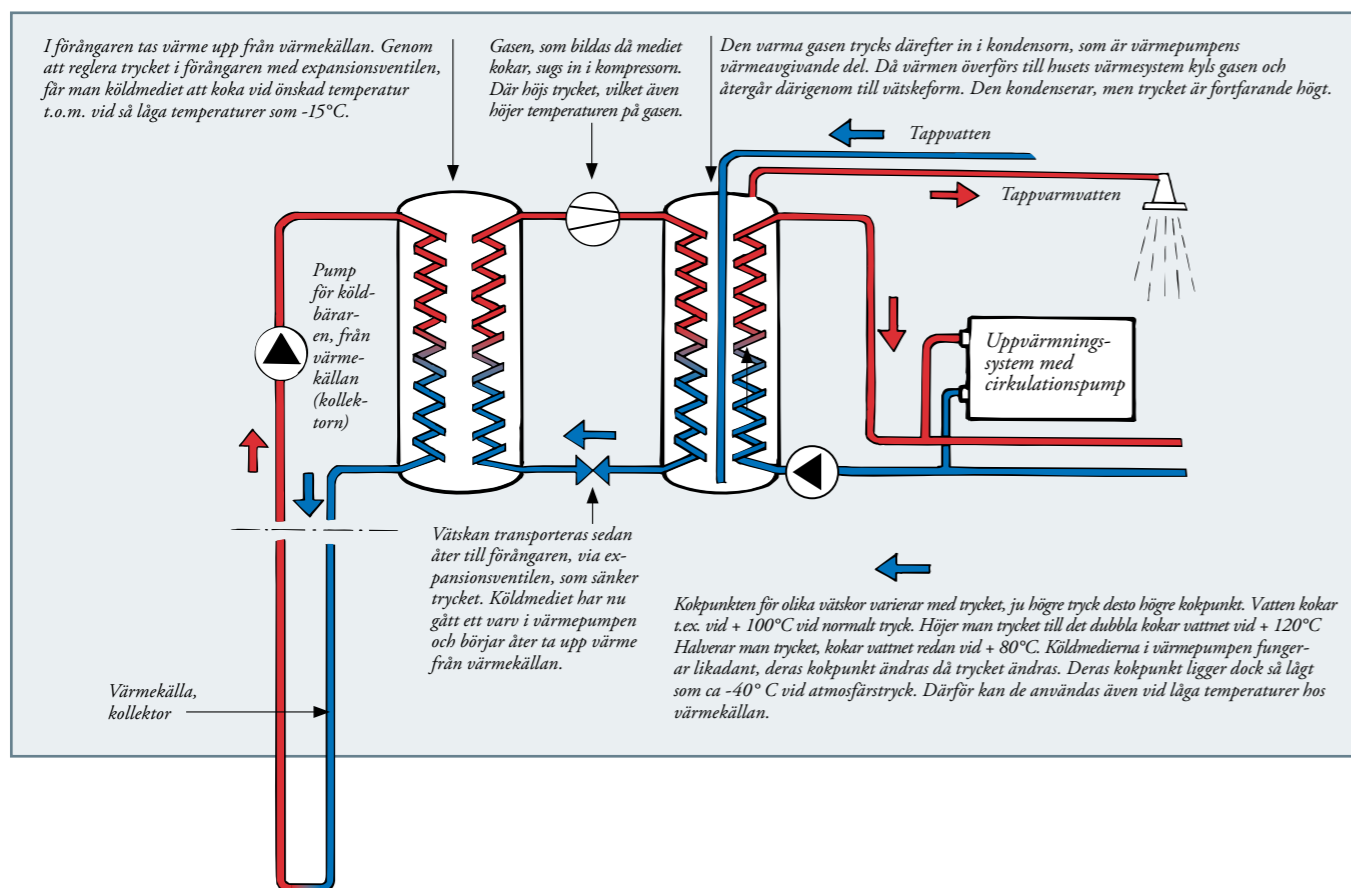 I förångaren tas värme upp från värmekällan. Genom
att reglera trycket i förångaren med expansionsventilen,
får man köldmediet att koka vid önskad temperatur
t.o.m. vid så låga temperaturer som -15°C.
Gasen, som bildas då mediet
kokar, sugs in i kompressorn.
Där höjs trycket, vilket även
höjer temperaturen på gasen.
Den varma gasen trycks därefter in i kondensorn, som är värmepumpens
värmeavgivande del. Då värmen överförs till husets värmesystem kyls gasen och
återgår därigenom till vätskeform. Den kondenserar, men trycket är fortfarande högt.
Tappvatten
Tappvarmvatten
Pump
för köld-
bärar-
en, från
värme-
källan
(kollek-
torn)
Uppvärmnings-
system med
cirkulationspump
Vätskan transporteras sedan
åter till förångaren, via ex-
pansionsventilen, som sänker
trycket. Köldmediet har nu
gått ett varv i värmepumpen
och börjar åter ta upp värme
från värmekällan.
Kokpunkten för olika vätskor varierar med trycket, ju högre tryck desto högre kokpunkt. Vatten kokar
t.ex. vid + 100°C vid normalt tryck. Höjer man trycket till det dubbla kokar vattnet vid + 120°C
Halverar man trycket, kokar vattnet redan vid + 80°C. Köldmedierna i värmepumpen funger-
ar likadant, deras kokpunkt ändras då trycket ändras. Deras kokpunkt ligger dock så lågt
som ca -40° C vid atmosfärstryck. Därför kan de användas även vid låga temperaturer hos
värmekällan.
Värmekälla,
kollektor